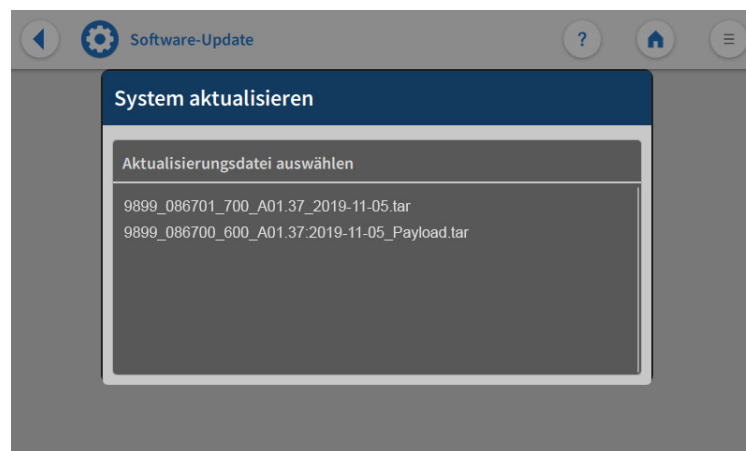 Software-Update
?
System aktualisieren
Aktualisierungsdatei auswählen
9899_086701_700_A01.37_2019-11-05.tar
9899_086700_600_A01.37:2019-11-05_Payload.tar